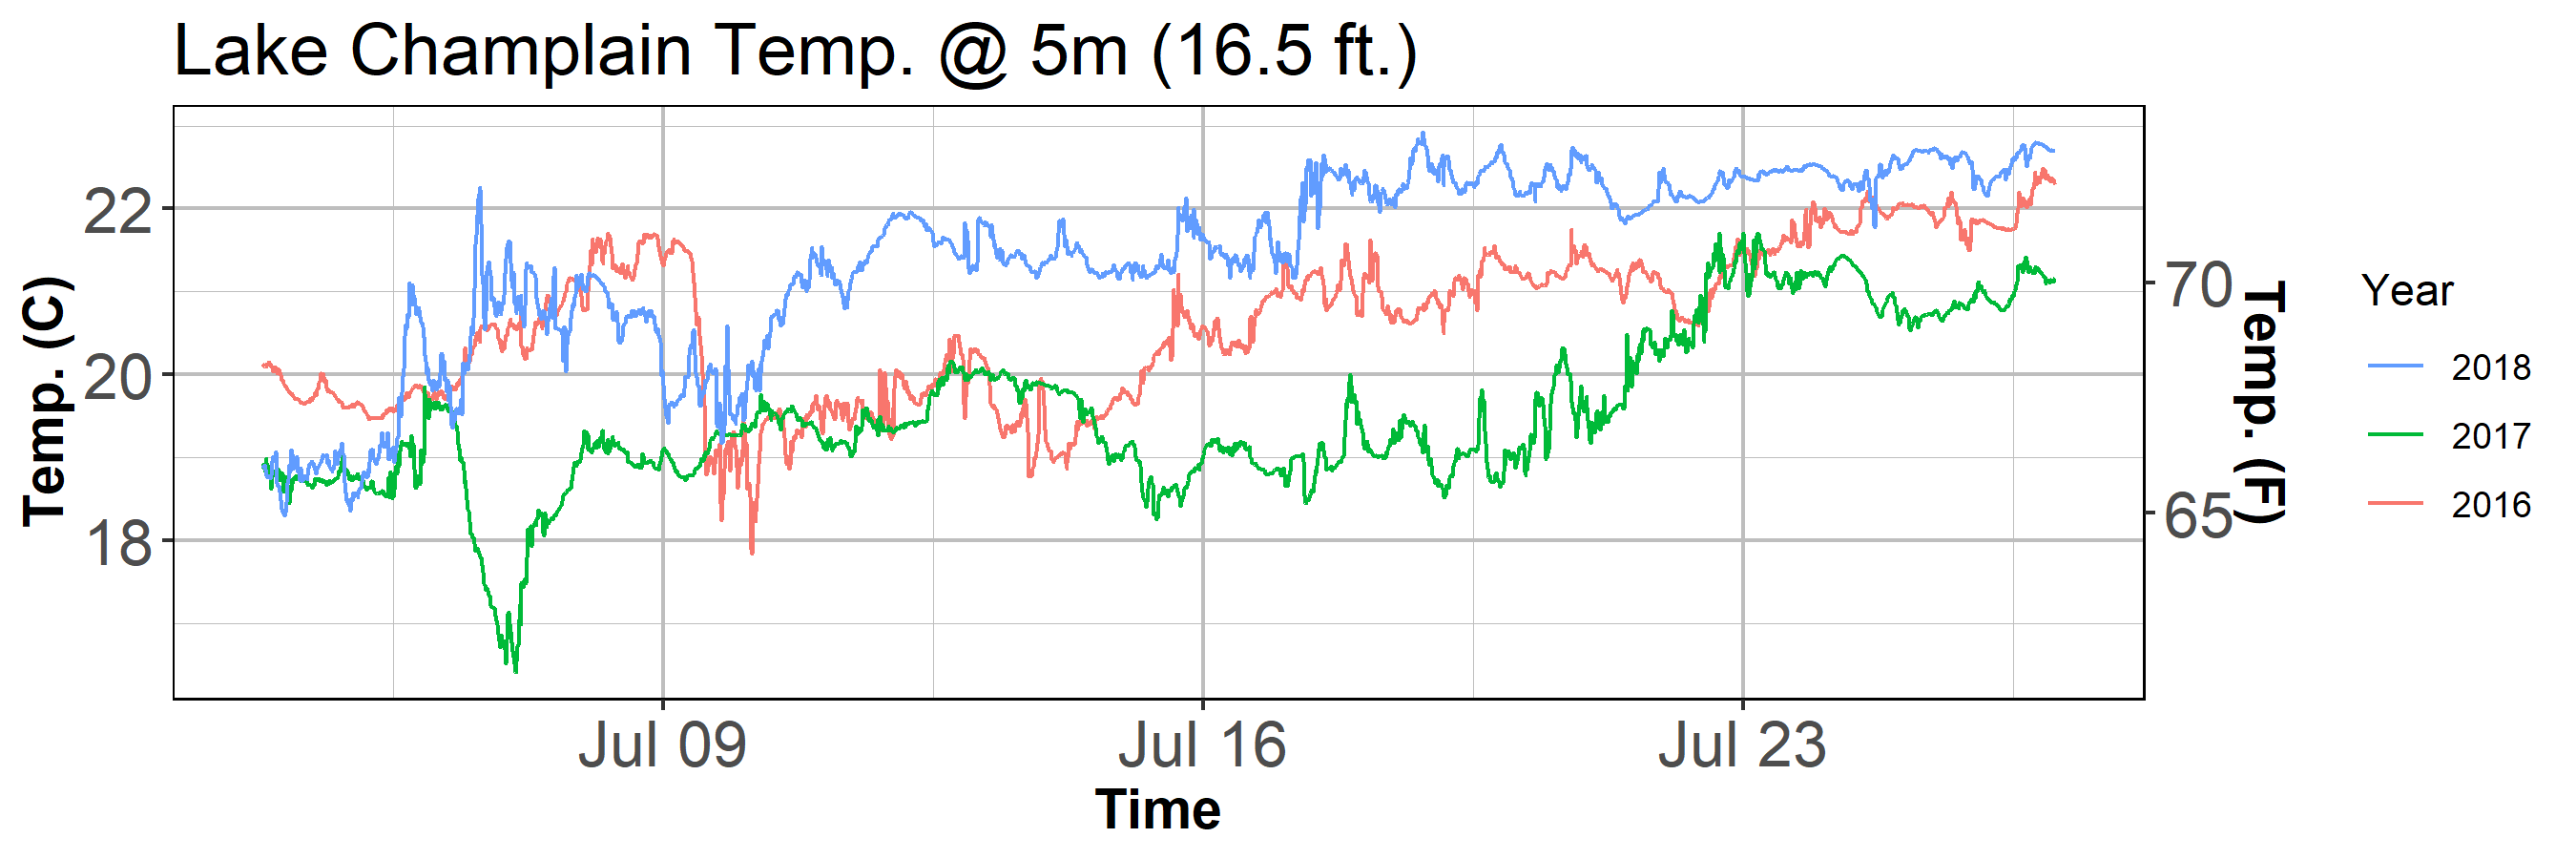 Lake Champlain Temp. @ 5m (16.5 ft.)
Temp. (C)
22
20
18
70
65
Temp. (F)
Jul 09 Jul 16 Jul 23
Time
Year
2018
2017
2016